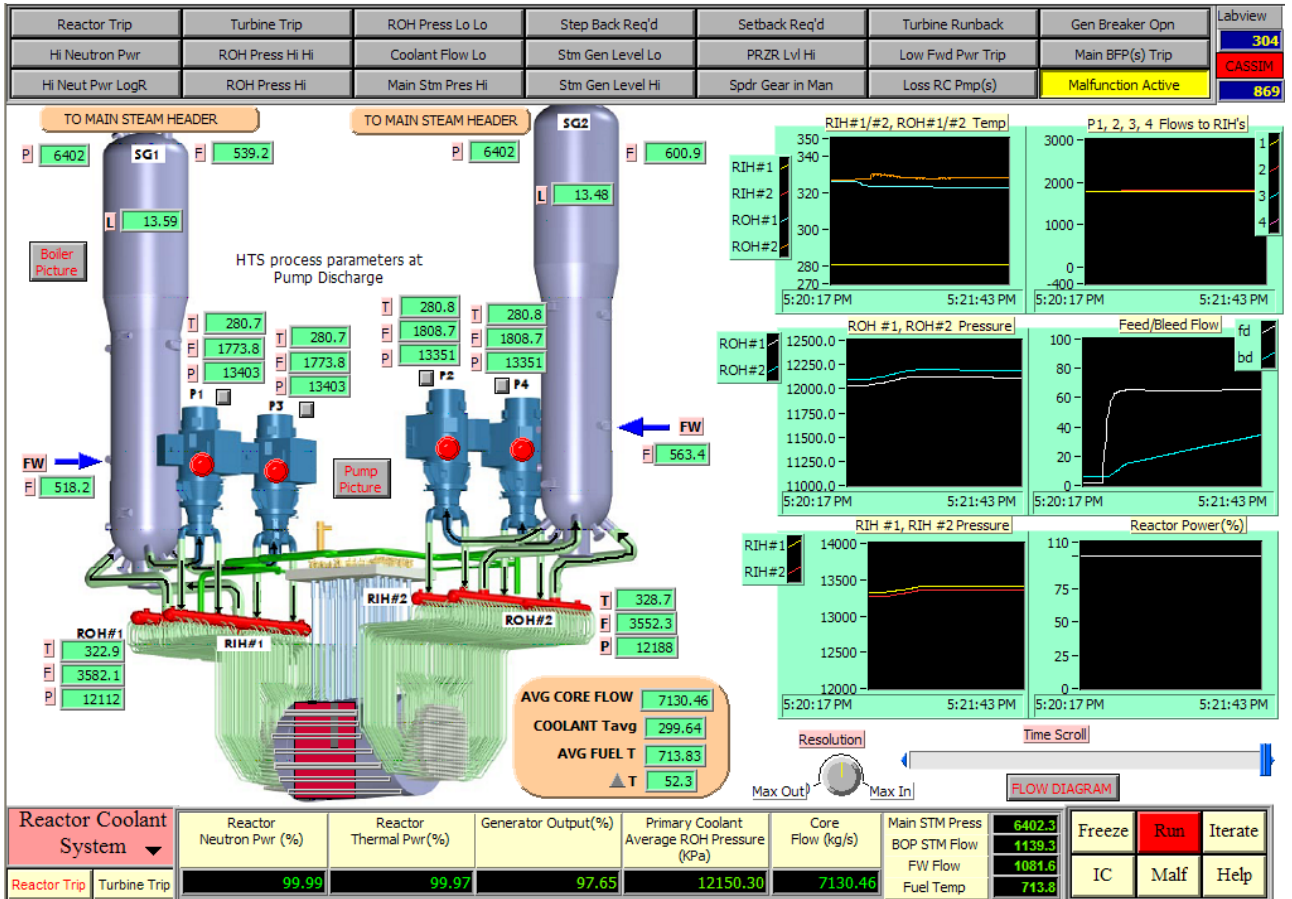 Reactor Trip
Turbine Trip
ROH Press Lo Lo
Step Back Req'd
Setback Req'd
Turbine Runback
Gen Breaker Opn
Labview
304
Hi Neutron Pwr
ROH Press Hi Hi
Coolant Flow Lo
Stm Gen Level Lo
PRZR Lvl Hi
Low Fwd Pwr Trip
Main BFP(s) Trip
CASSIM
Hi Neut Pwr LogR
ROH Press Hi
Main Stm Pres Hi
Stm Gen Level Hi
Spdr Gear in Man
Loss RC Pmp(s)
Malfunction Active
869
TO MAIN STEAM HEADER
P 6402
SG1
F 539.2
L 13.59
TO MAIN STEAM HEADER
P 6402
SG2
F 600.9
L 13.48
Boiler
Picture
HTS process parameters at
Pump Discharge
T 280.7
F 1773.8
P 13403
P1
T 280.7
F 1773.8
P 13403
P3
T 280.8
F 1808.7
P 13351
P2
T 280.8
F 1808.7
P 13351
P4
FW
F 518.2
FW
F 563.4
Pump
Picture
RIH#2
ROH#2
ROH#1
RIH#1
T 322.9
F 3582.1
P 12112
T 328.7
F 3552.3
P 12188
AVG CORE FLOW 7130.46
COOLANT Tavg 299.64
AVG FUEL T 713.83
T 52.3
RIH#1/#2, ROH#1/#2 Temp
RIH#1
RIH#2
ROH#1
ROH#2
350
340
320
300
280
270
5:20:17 PM
5:21:43 PM
P1, 2, 3, 4 Flows to RIH's
3000
2000
1000
0
-400
1
2
3
4
5:20:17 PM
5:21:43 PM
ROH #1, ROH#2 Pressure
ROH#1
ROH#2
12500.0
12250.0
12000.0
11750.0
11500.0
11250.0
11000.0
5:20:17 PM
5:21:43 PM
Feed/Bleed Flow
fd
bd
100
80
60
40
20
0
5:20:17 PM
5:21:43 PM
RIH #1, RIH #2 Pressure
RIH#1
RIH#2
14000
13500
13000
12000
5:20:17 PM
5:21:43 PM
Reactor Power(%)
110
75
50
25
0
5:20:17 PM
5:21:43 PM
Resolution
Max Out
Max In
Time Scroll
FLOW DIAGRAM
Reactor Coolant
System
Reactor Trip
Turbine Trip
Reactor
Neutron Pwr (%)
99.99
Reactor
Thermal Pwr(%)
99.97
Generator Output(%)
97.65
Primary Coolant
Average ROH Pressure
(KPa)
12150.30
Core
Flow (kg/s)
7130.46
Main STM Press 6402.3
BOP STM Flow 1139.3
FW Flow 1081.6
Fuel Temp 713.8
Freeze
Run
Iterate
IC
Malf
Help